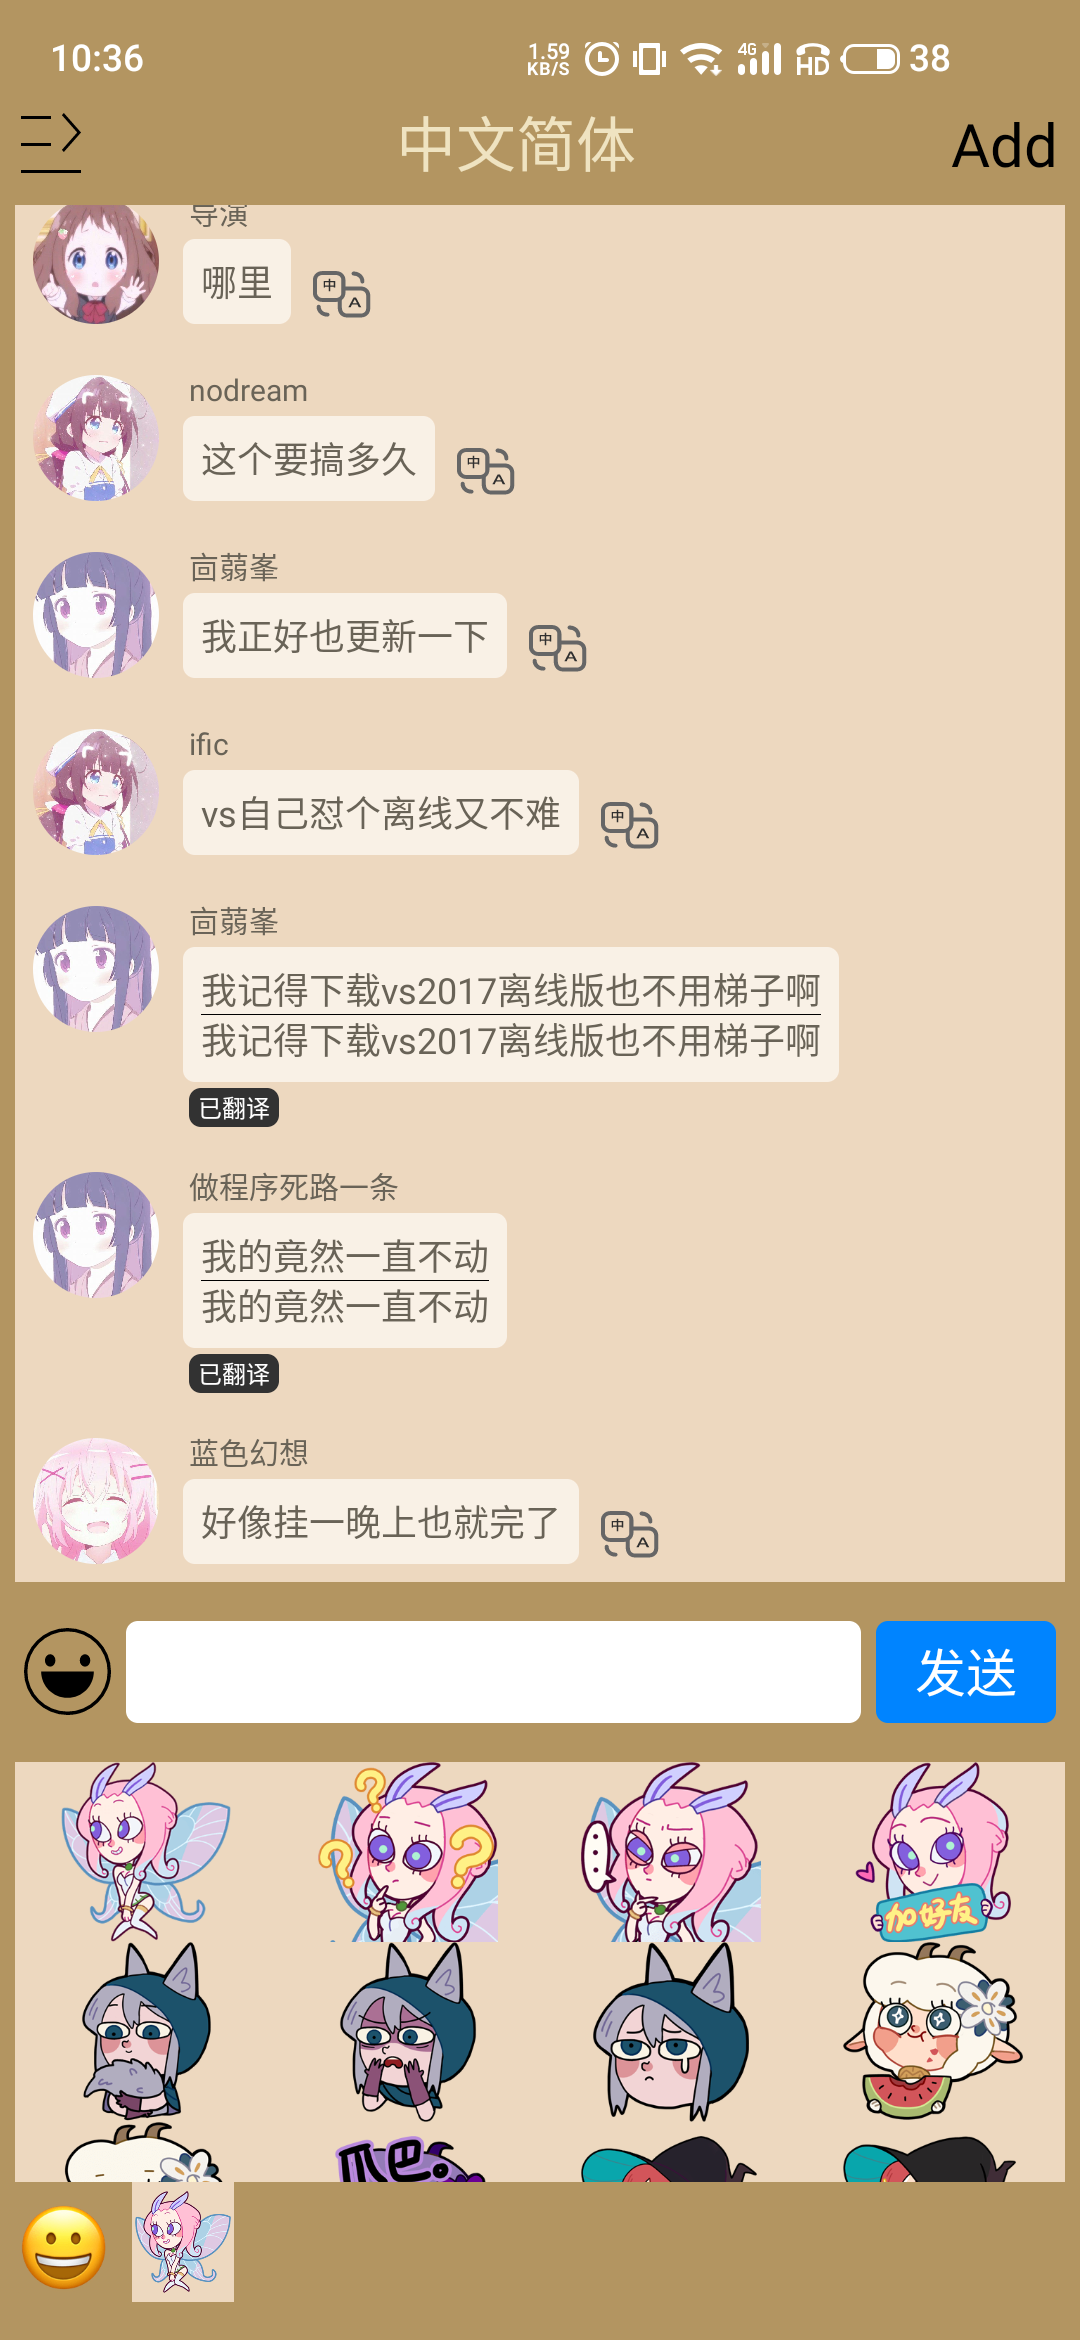 10:36
1.59
KB/S
4G
HD
38
中文简体
Add
导演
哪里
中
A
nodream
这个要搞多久
中
A
亩蒻峯
我正好也更新一下
中
A
ific
vs自己怼个离线又不难
中
A
亩蒻峯
我记得下载vs2017离线版也不用梯子啊
我记得下载vs2017离线版也不用梯子啊
已翻译
做程序死路一条
我的竟然一直不动
我的竟然一直不动
已翻译
蓝色幻想
好像挂一晚上也就完了
中
A
发送
加好友
爪巴。